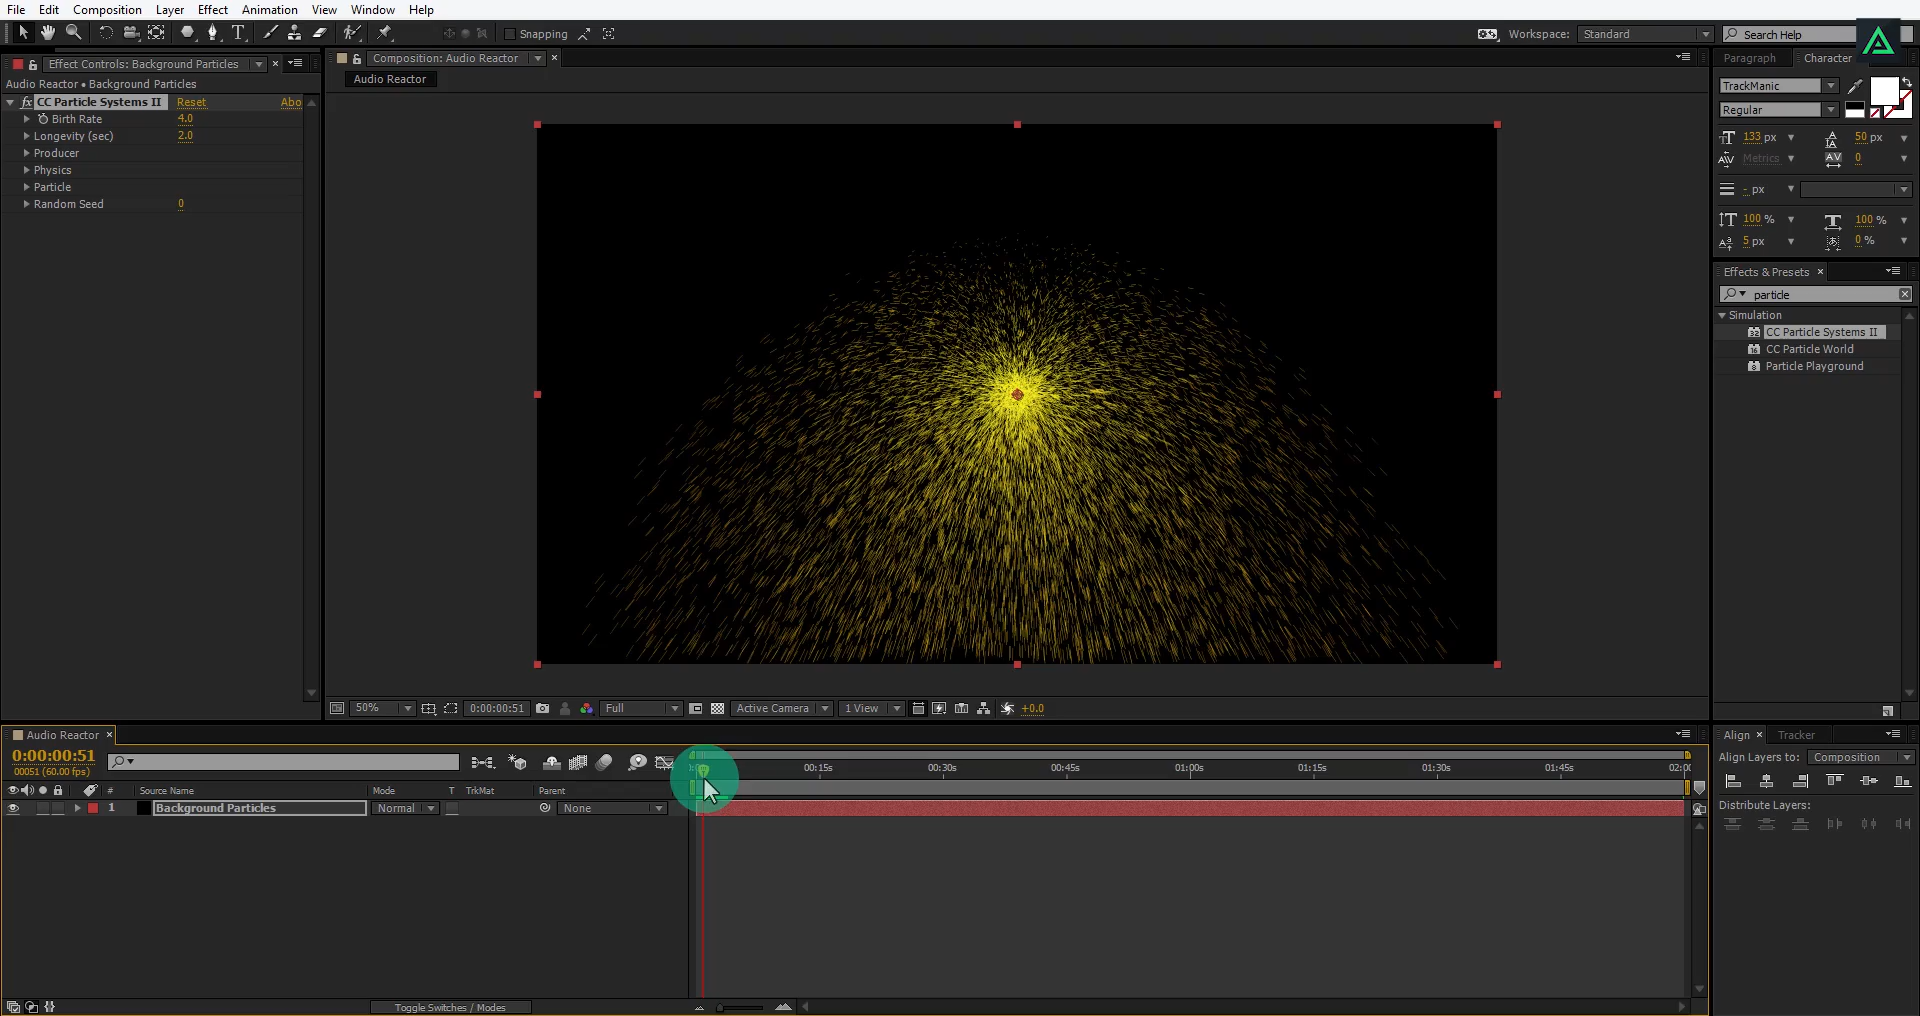 File Edit Composition Layer Effect Animation View Window Help
Snapping
Workspace: Standard
Search Help
Effect Controls: Background Particles
Audio Reactor • Background Particles
fx CC Particle Systems II Reset Abo
Birth Rate 4.0
Longevity (sec) 2.0
Producer
Physics
Particle
Random Seed 0
Composition: Audio Reactor
Audio Reactor
50% 0:00:00:51 Full Active Camera 1 View +0.0
Paragraph Character
TrackManic
Regular
133 px 50 px
Metrics 0
- px
100 % 100 %
5 px 0 %
Effects & Presets
particle
Simulation
CC Particle Systems II
CC Particle World
Particle Playground
Audio Reactor
0:00:00:51
00051 (60.00 fps)
00:15s 00:30s 00:45s 01:00s 01:15s 01:30s 01:45s 02:00
# Source Name Mode T TrkMat Parent
1 Background Particles Normal None
Toggle Switches / Modes
Align Tracker
Align Layers to: Composition
Distribute Layers: